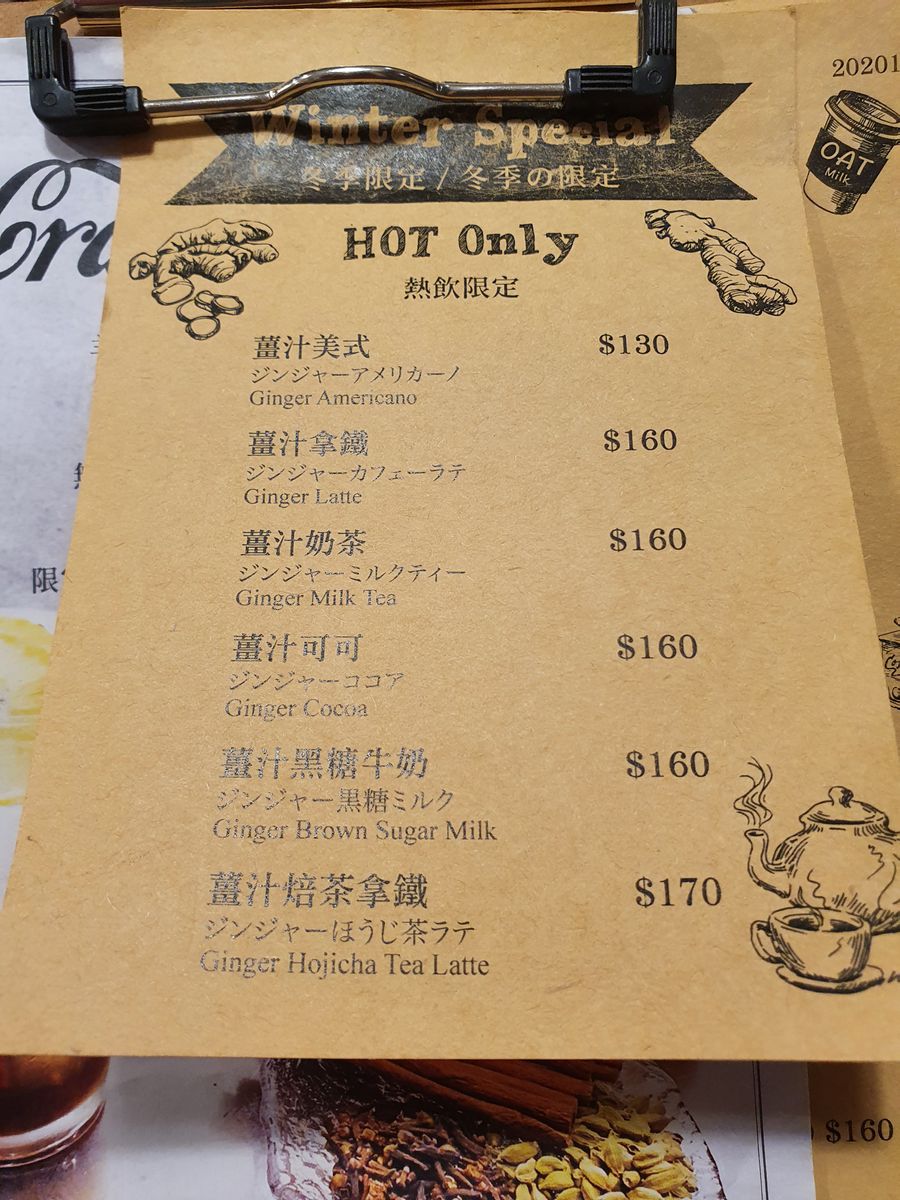 Winter Special
冬季限定 / 冬季の限定
HOT Only
熱飲限定
薑汁美式 $130
ジンジャーアメリカーノ
Ginger Americano
薑汁拿鐵 $160
ジンジャーカフェーラテ
Ginger Latte
薑汁奶茶 $160
ジンジャーミルクティー
Ginger Milk Tea
薑汁可可 $160
ジンジャーココア
Ginger Cocoa
薑汁黑糖牛奶 $160
ジンジャー黒糖ミルク
Ginger Brown Sugar Milk
薑汁焙茶拿鐵 $170
ジンジャーほうじ茶ラテ
Ginger Hojicha Tea Latte
20201
OAT
Milk
限
$160